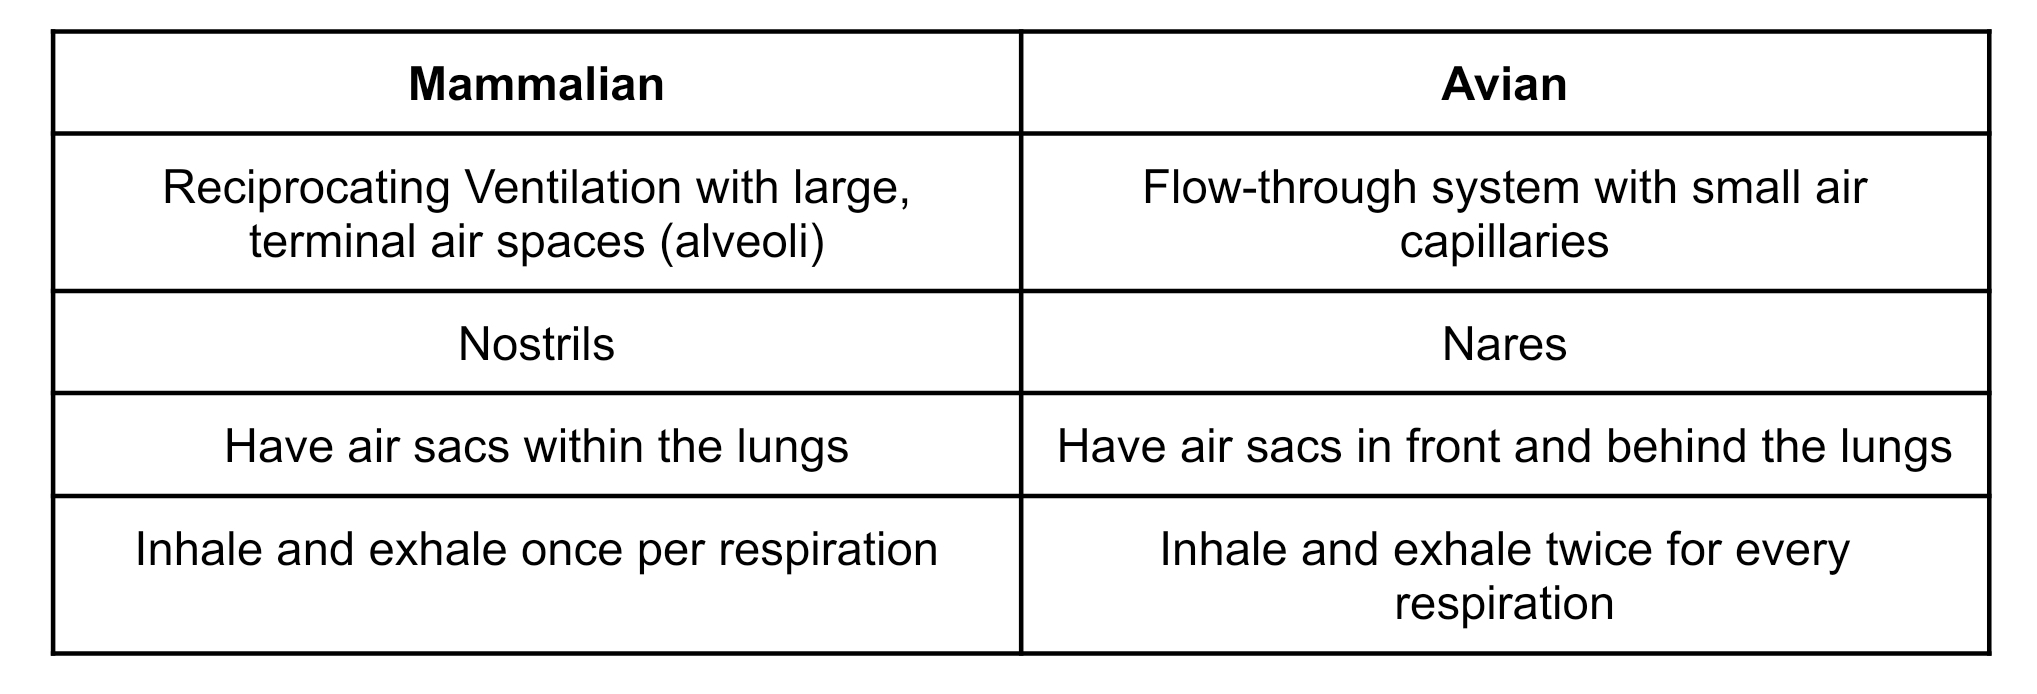 Mammalian
Avian
Reciprocating Ventilation with large,
terminal air spaces (alveoli)
Flow-through system with small air
capillaries
Nostrils
Nares
Have air sacs within the lungs
Have air sacs in front and behind the lungs
Inhale and exhale once per respiration
Inhale and exhale twice for every
respiration